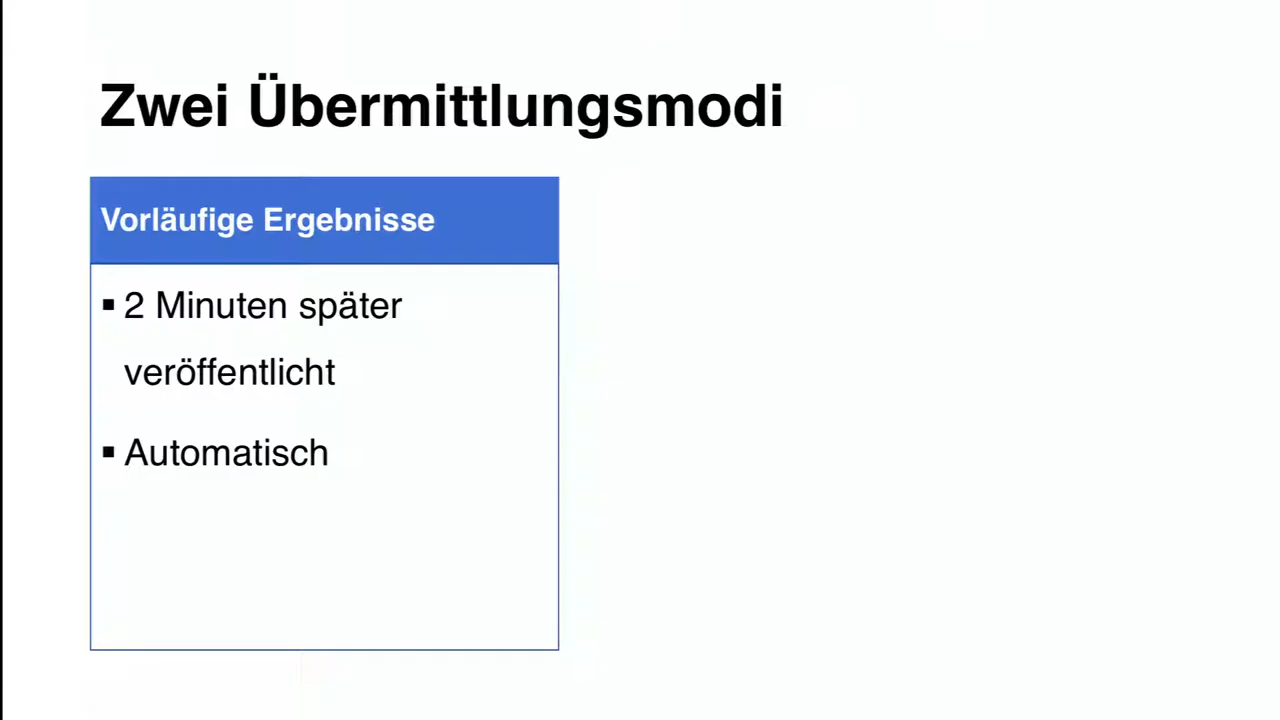 Zwei Übermittlungsmodi
Vorläufige Ergebnisse
▪ 2 Minuten später
veröffentlicht
▪ Automatisch